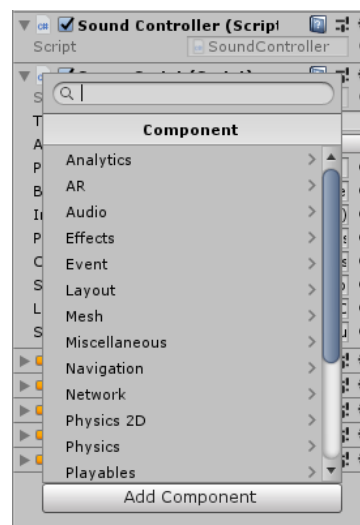 Sound Controller (Script
Script SoundController
Component
Analytics
AR
Audio
Effects
Event
Layout
Mesh
Miscellaneous
Navigation
Network
Physics 2D
Physics
Playables
Add Component